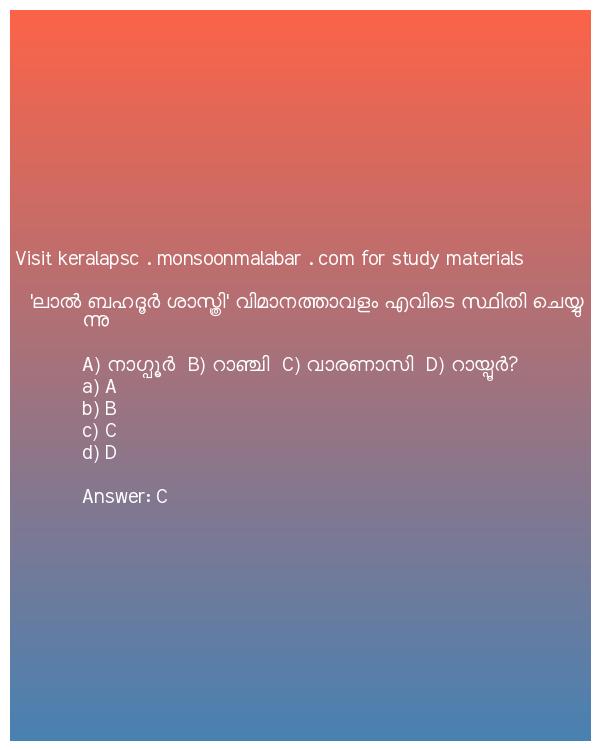 Visit keralapsc . monsoonmalabar . com for study materials
'ലാൽ ബഹദൂർ ശാസ്ത്രി' വിമാനത്താവളം എവിടെ സ്ഥിതി ചെയ്യു
ന്നു
A) നാഗ്പൂർ B) റാഞ്ചി C) വാരണാസി D) റായ്പൂർ?
a) A
b) B
c) C
d) D
Answer: C